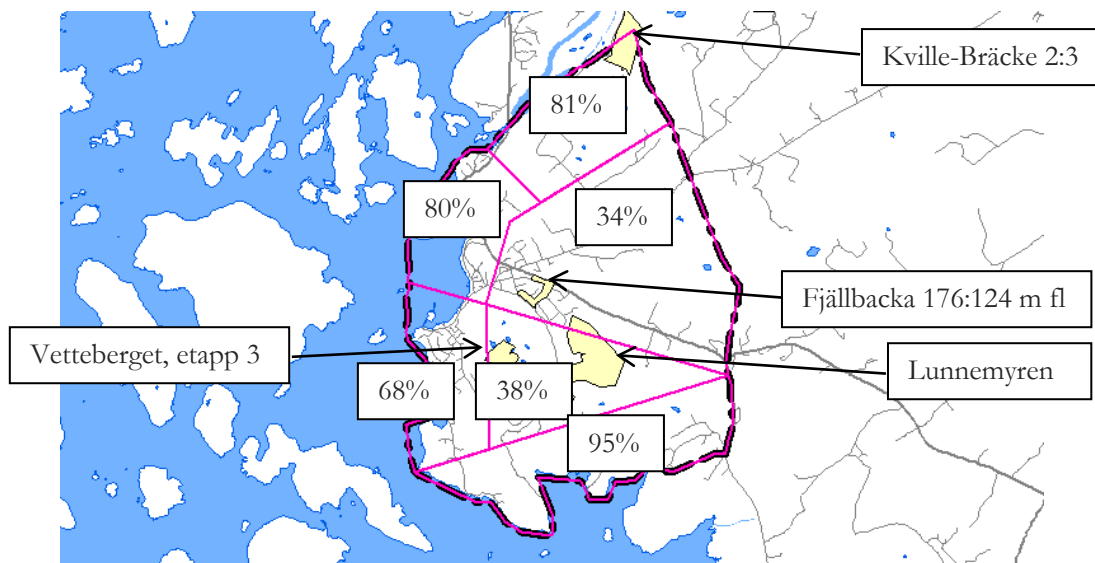 Kville-Bräcke 2:3
81%
80%
34%
Fjällbacka 176:124 m fl
Vetteberget, etapp 3
Lunnemyren
68%
38%
95%